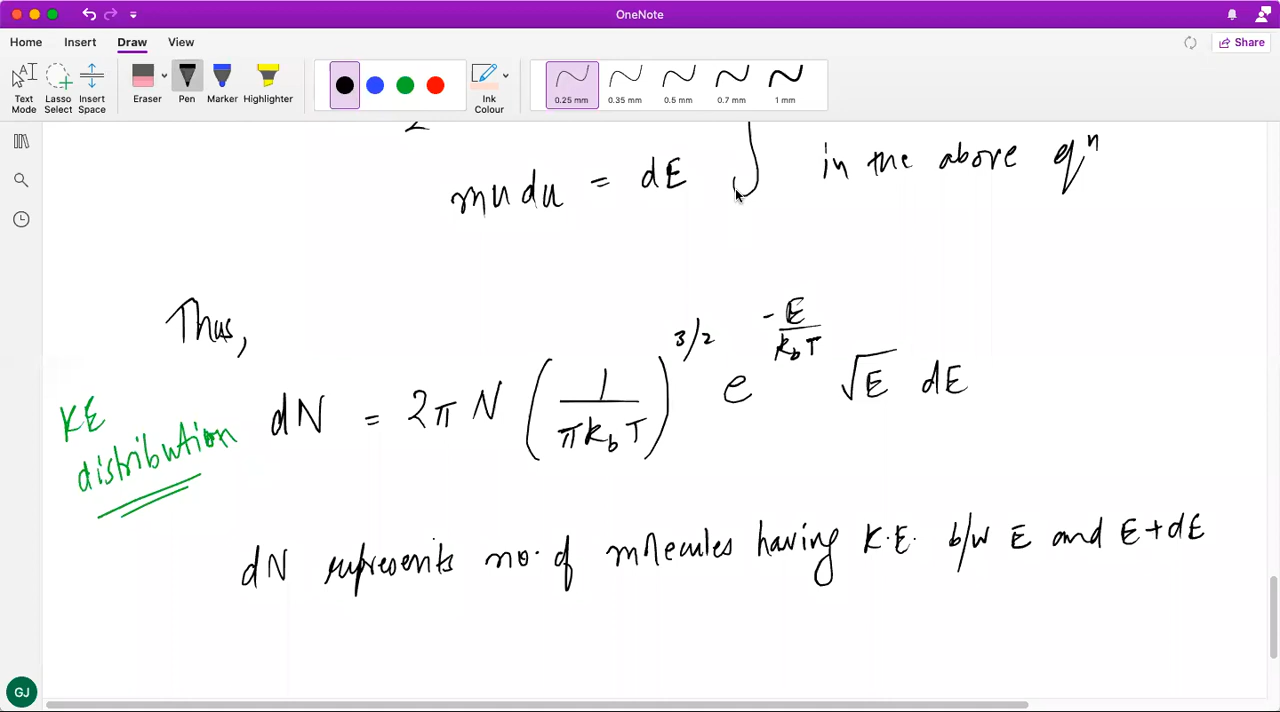 OneNote
Home Insert Draw View
Share
Text Mode
Lasso Select
Insert Space
Eraser
Pen
Marker
Highlighter
Ink Colour
0.25 mm 0.35 mm 0.5 mm 0.7 mm 1 mm
mudu = dE } in the above qⁿ
Thus,
KE distribution
dN = 2πN (1/πk_bT)^3/2 e^-E/k_bT √E dE
dN represents no. of molecules having K.E. b/w E and E+dE
GJ